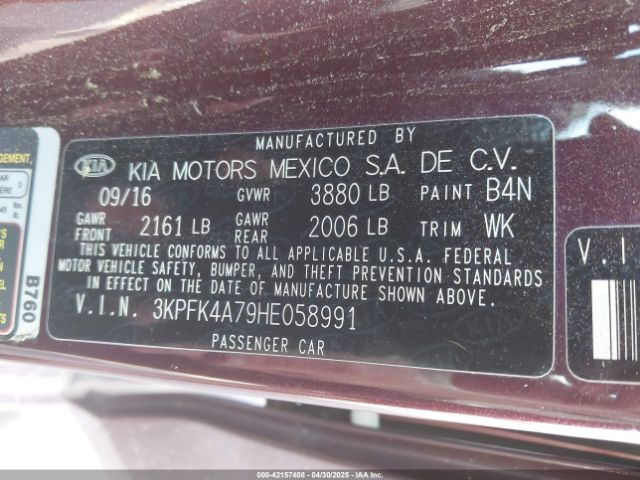 MANUFACTURED BY
KIA KIA MOTORS MEXICO S.A. DE C.V.
09/16 GVWR 3880 LB PAINT B4N
GAWR FRONT 2161 LB GAWR REAR 2006 LB TRIM WK
THIS VEHICLE CONFORMS TO ALL APPLICABLE U.S.A. FEDERAL
MOTOR VEHICLE SAFETY, BUMPER, AND THEFT PREVENTION STANDARDS
IN EFFECT ON THE DATE OF MANUFACTURE SHOWN ABOVE.
V.I.N. 3KPFK4A79HE058991
PASSENGER CAR
B760
V.I
000-42157408 - 04/30/2025 - COPART